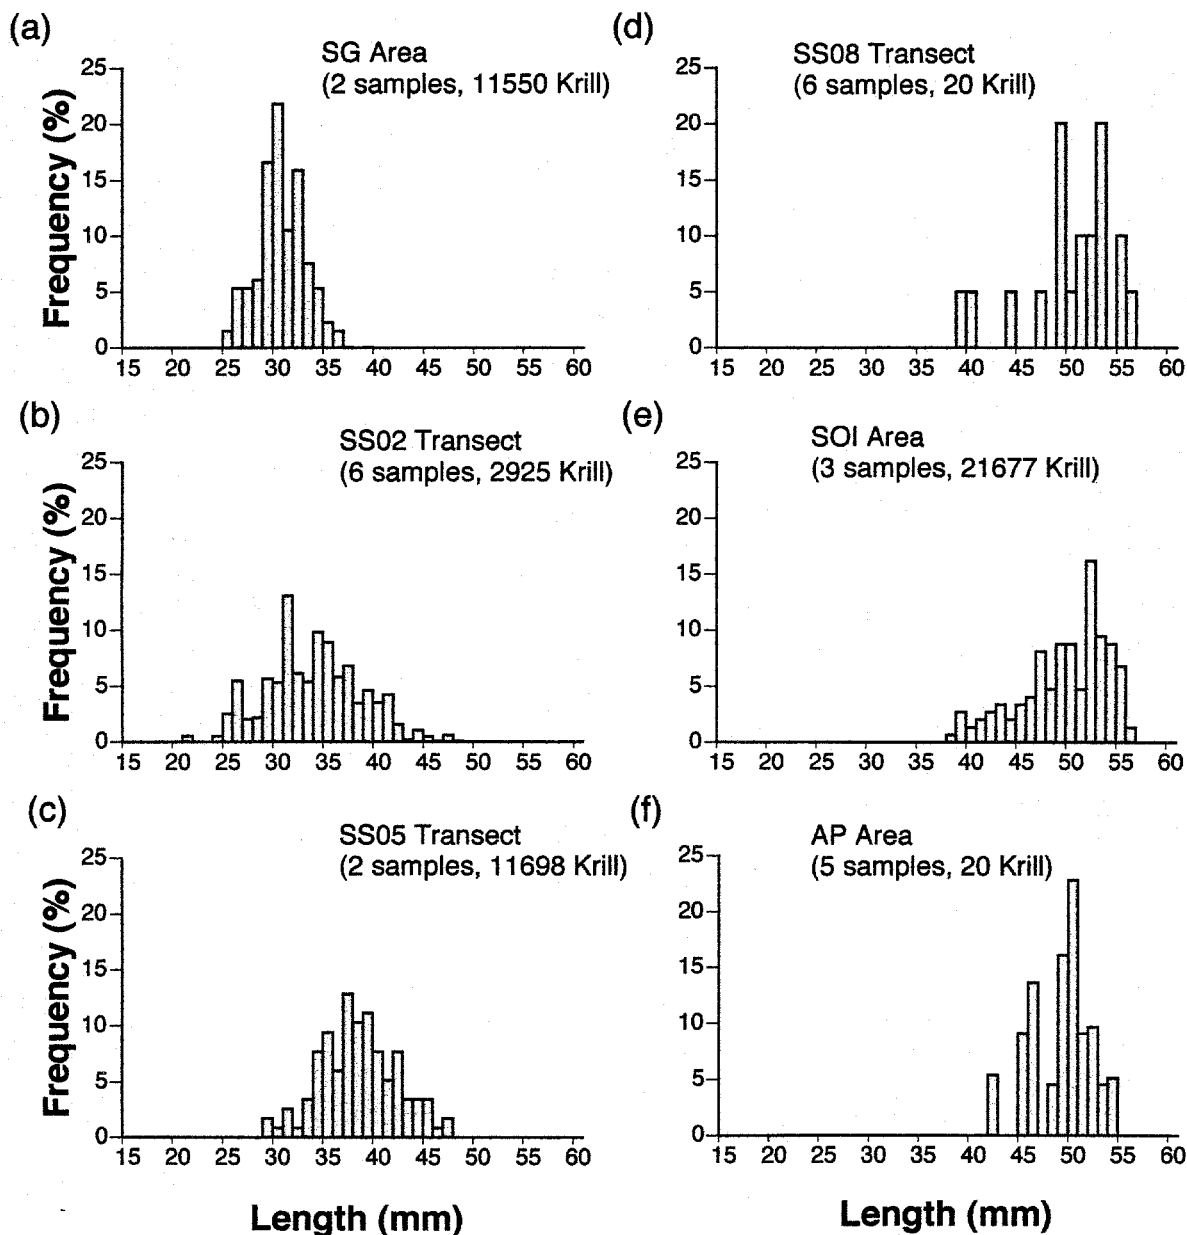 (a)
SG Area
(2 samples, 11550 Krill)
Frequency (%)
25
20
15
10
5
0
15 20 25 30 35 40 45 50 55 60
(d)
SS08 Transect
(6 samples, 20 Krill)
25
20
15
10
5
0
15 20 25 30 35 40 45 50 55 60
(b)
SS02 Transect
(6 samples, 2925 Krill)
Frequency (%)
25
20
15
10
5
0
15 20 25 30 35 40 45 50 55 60
(e)
SOI Area
(3 samples, 21677 Krill)
25
20
15
10
5
0
15 20 25 30 35 40 45 50 55 60
(c)
SS05 Transect
(2 samples, 11698 Krill)
Frequency (%)
25
20
15
10
5
0
15 20 25 30 35 40 45 50 55 60
Length (mm)
(f)
AP Area
(5 samples, 20 Krill)
25
20
15
10
5
0
15 20 25 30 35 40 45 50 55 60
Length (mm)